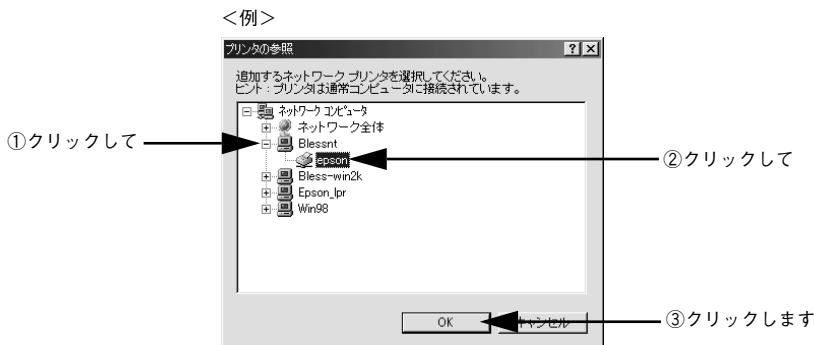 ＜例＞
プリンタの参照
追加するネットワーク プリンタを選択してください。
ヒント：プリンタは通常コンピュータに接続されています。
ネットワーク コンピュータ
ネットワーク全体
①クリックして
Blessnt
epson
②クリックして
Bless-win2k
Epson_lpr
Win98
OK
キャンセル
③クリックします